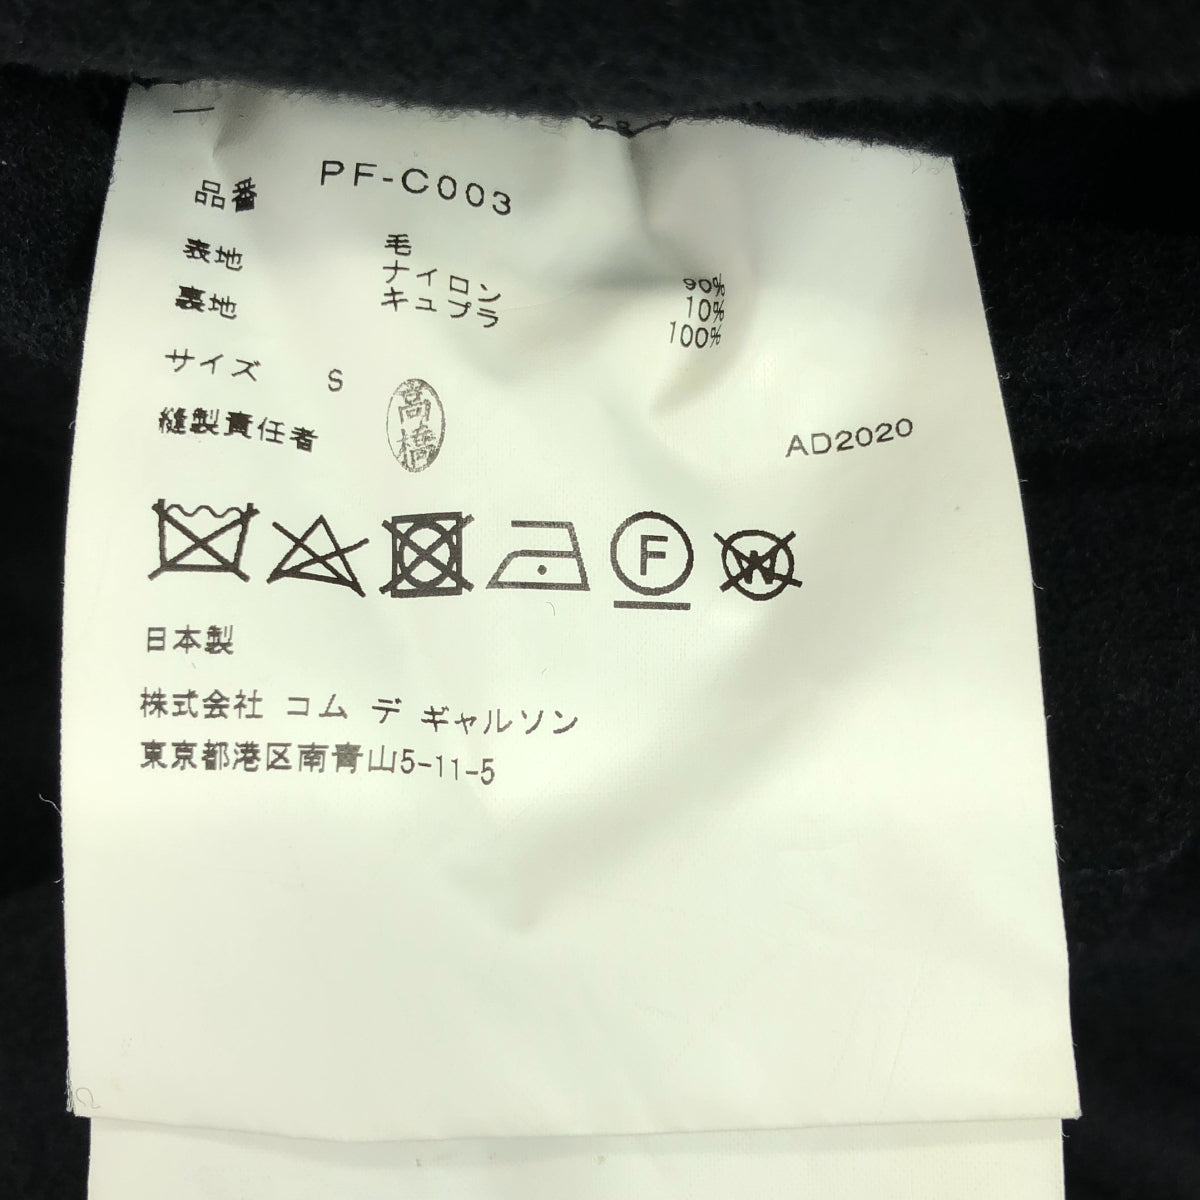 品番 PF-C003
表地 毛 90%
ナイロン 10%
裏地 キュプラ 100%
サイズ S
縫製責任者 高橋
AD2020
F
W
日本製
株式会社 コム デ ギャルソン
東京都港区南青山5-11-5